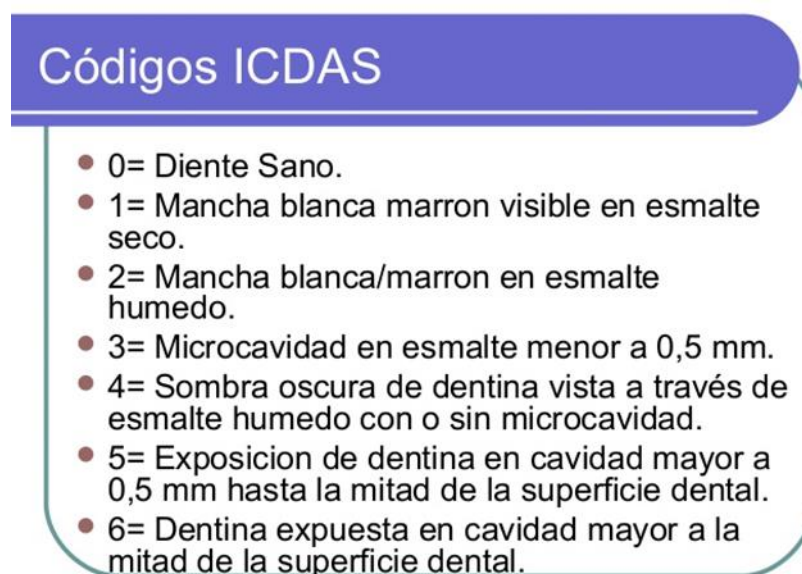 Códigos ICDAS
0= Diente Sano.
1= Mancha blanca marron visible en esmalte
seco.
2= Mancha blanca/marron en esmalte
humedo.
3= Microcavidad en esmalte menor a 0,5 mm.
4= Sombra oscura de dentina vista a través de
esmalte humedo con o sin microcavidad.
5= Exposicion de dentina en cavidad mayor a
0,5 mm hasta la mitad de la superficie dental.
6= Dentina expuesta en cavidad mayor a la
mitad de la superficie dental.